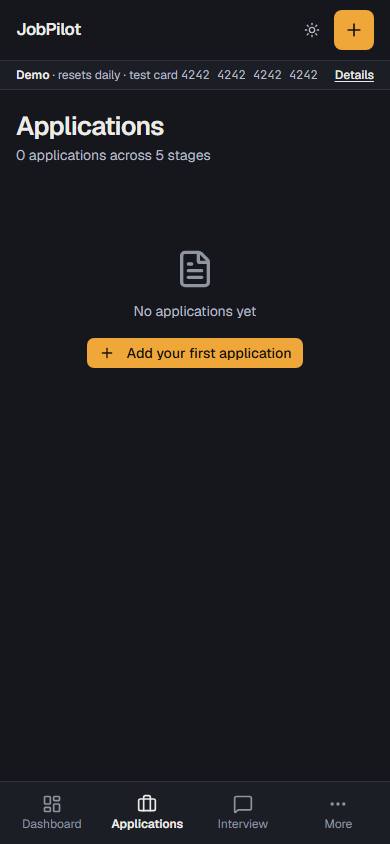 JobPilot
Demo · resets daily · test card 4242 4242 4242 4242 Details
Applications
0 applications across 5 stages
No applications yet
Add your first application
Dashboard Applications Interview More